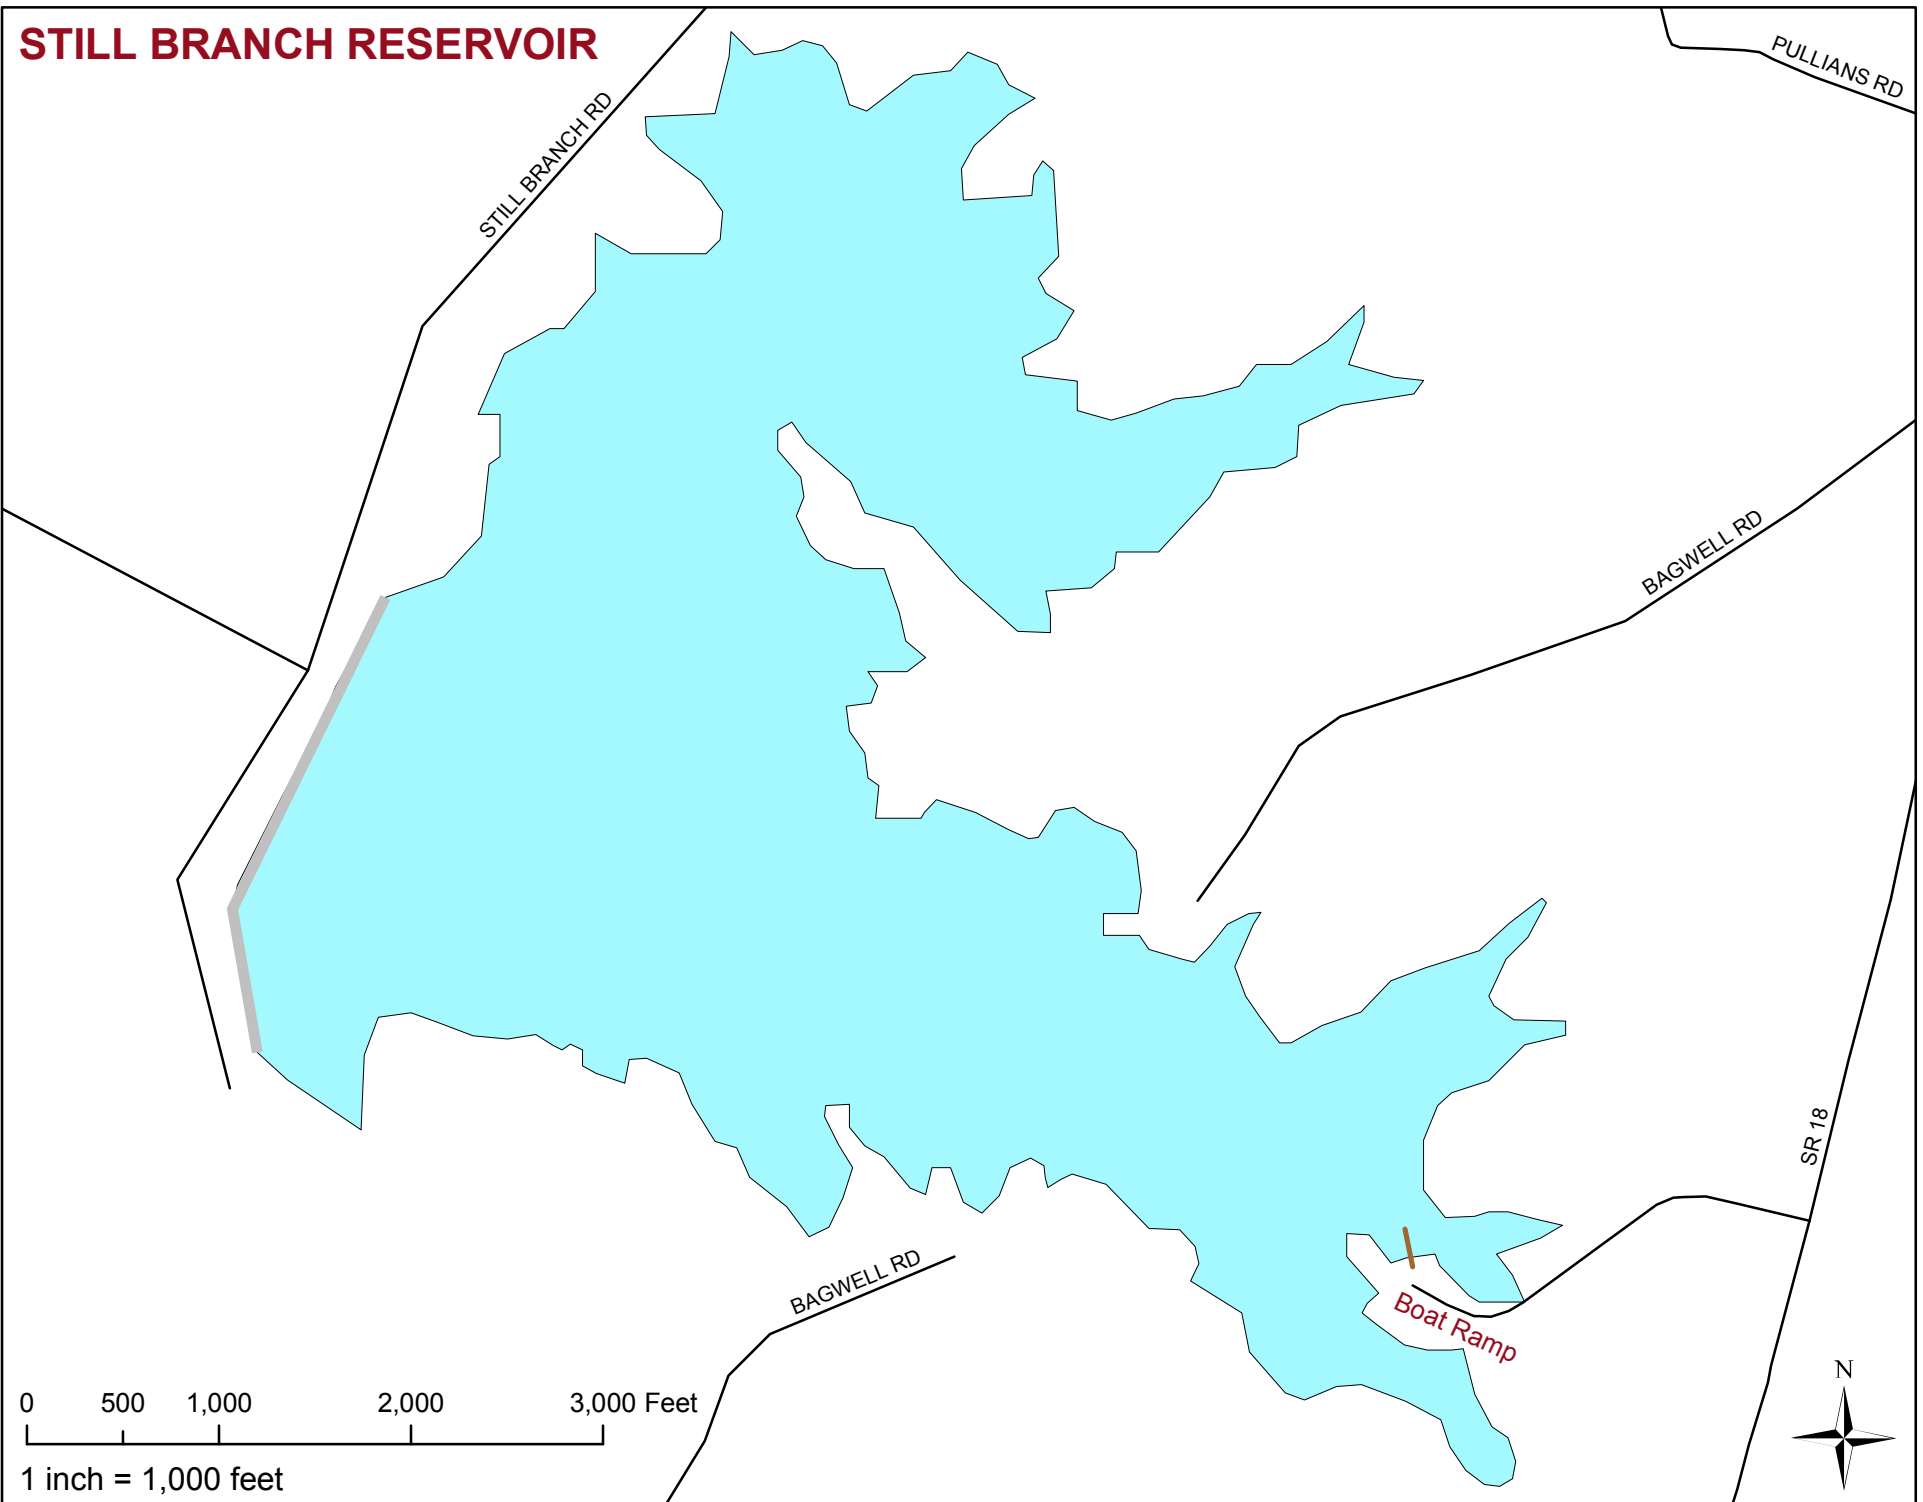 STILL BRANCH RESERVOIR
PULLIANS RD
STILL BRANCH RD
BAGWELL RD
SR 18
BAGWELL RD
Boat Ramp
N
0 500 1,000 2,000 3,000 Feet
1 inch = 1,000 feet